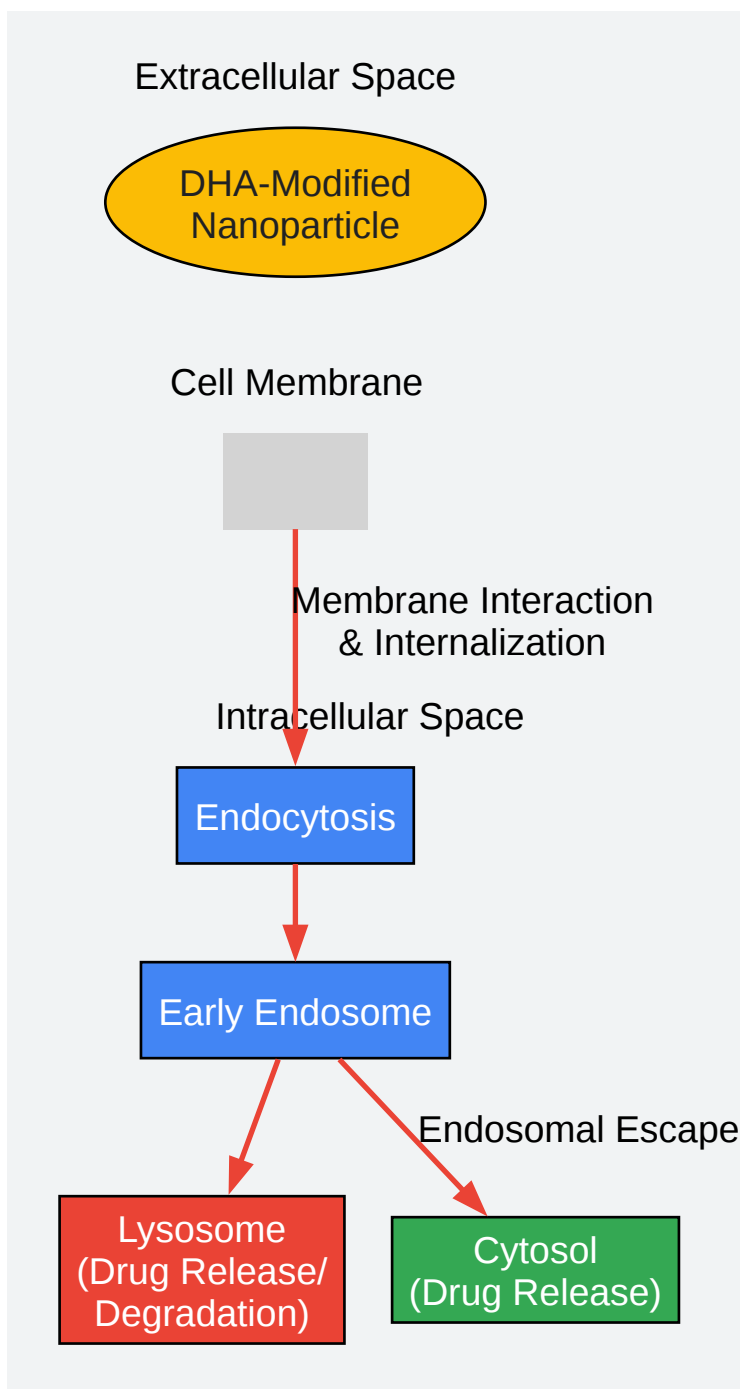 Extracellular Space
DHA-Modified
Nanoparticle
Cell Membrane
Membrane Interaction
& Internalization
Intracellular Space
Endocytosis
Early Endosome
Endosomal Escape
Lysosome
(Drug Release/
Degradation)
Cytosol
(Drug Release)